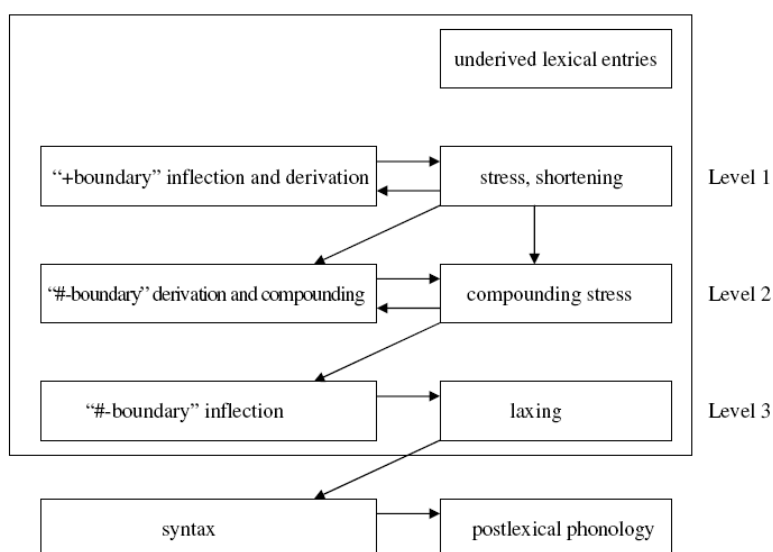 underived lexical entries
“+boundary” inflection and derivation
stress, shortening
Level 1
“#-boundary” derivation and compounding
compounding stress
Level 2
“#-boundary” inflection
laxing
Level 3
syntax
postlexical phonology